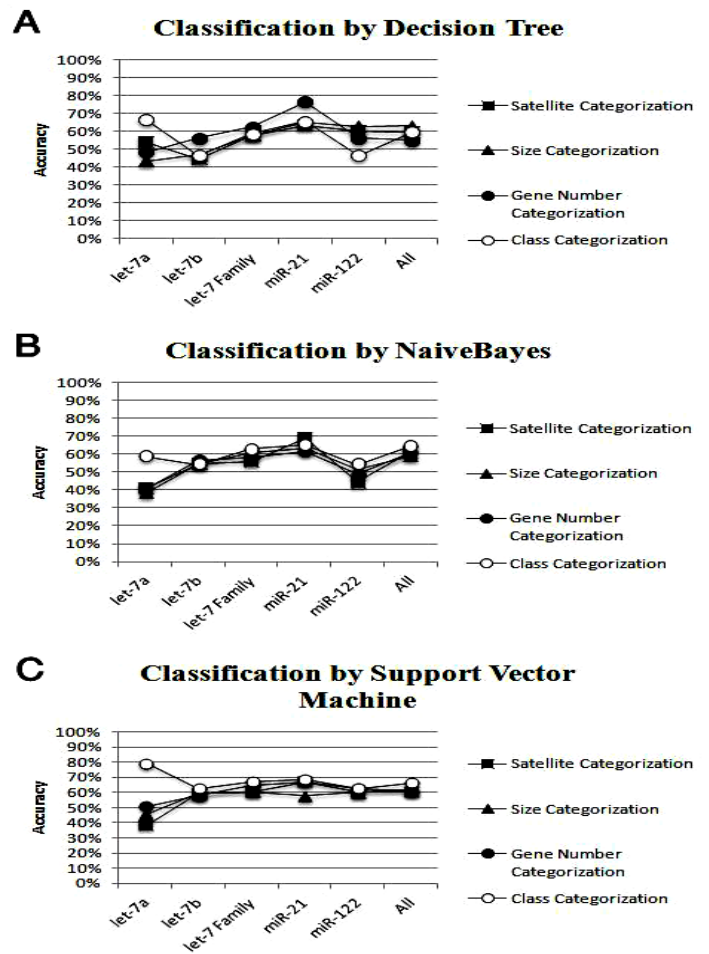 A
Classification by Decision Tree
100%
90%
80%
70%
60%
50%
40%
30%
20%
10%
0%
Accuracy
let-7a
let-7b
let-7 Family
miR-21
miR-122
All
Satellite Categorization
Size Categorization
Gene Number
Categorization
Class Categorization
B
Classification by NaiveBayes
100%
90%
80%
70%
60%
50%
40%
30%
20%
10%
0%
Accuracy
let-7a
let-7b
let-7 Family
miR-21
miR-122
All
Satellite Categorization
Size Categorization
Gene Number
Categorization
Class Categorization
C
Classification by Support Vector
Machine
100%
90%
80%
70%
60%
50%
40%
30%
20%
10%
0%
Accuracy
let-7a
let-7b
let-7 Family
miR-21
miR-122
All
Satellite Categorization
Size Categorization
Gene Number
Categorization
Class Categorization